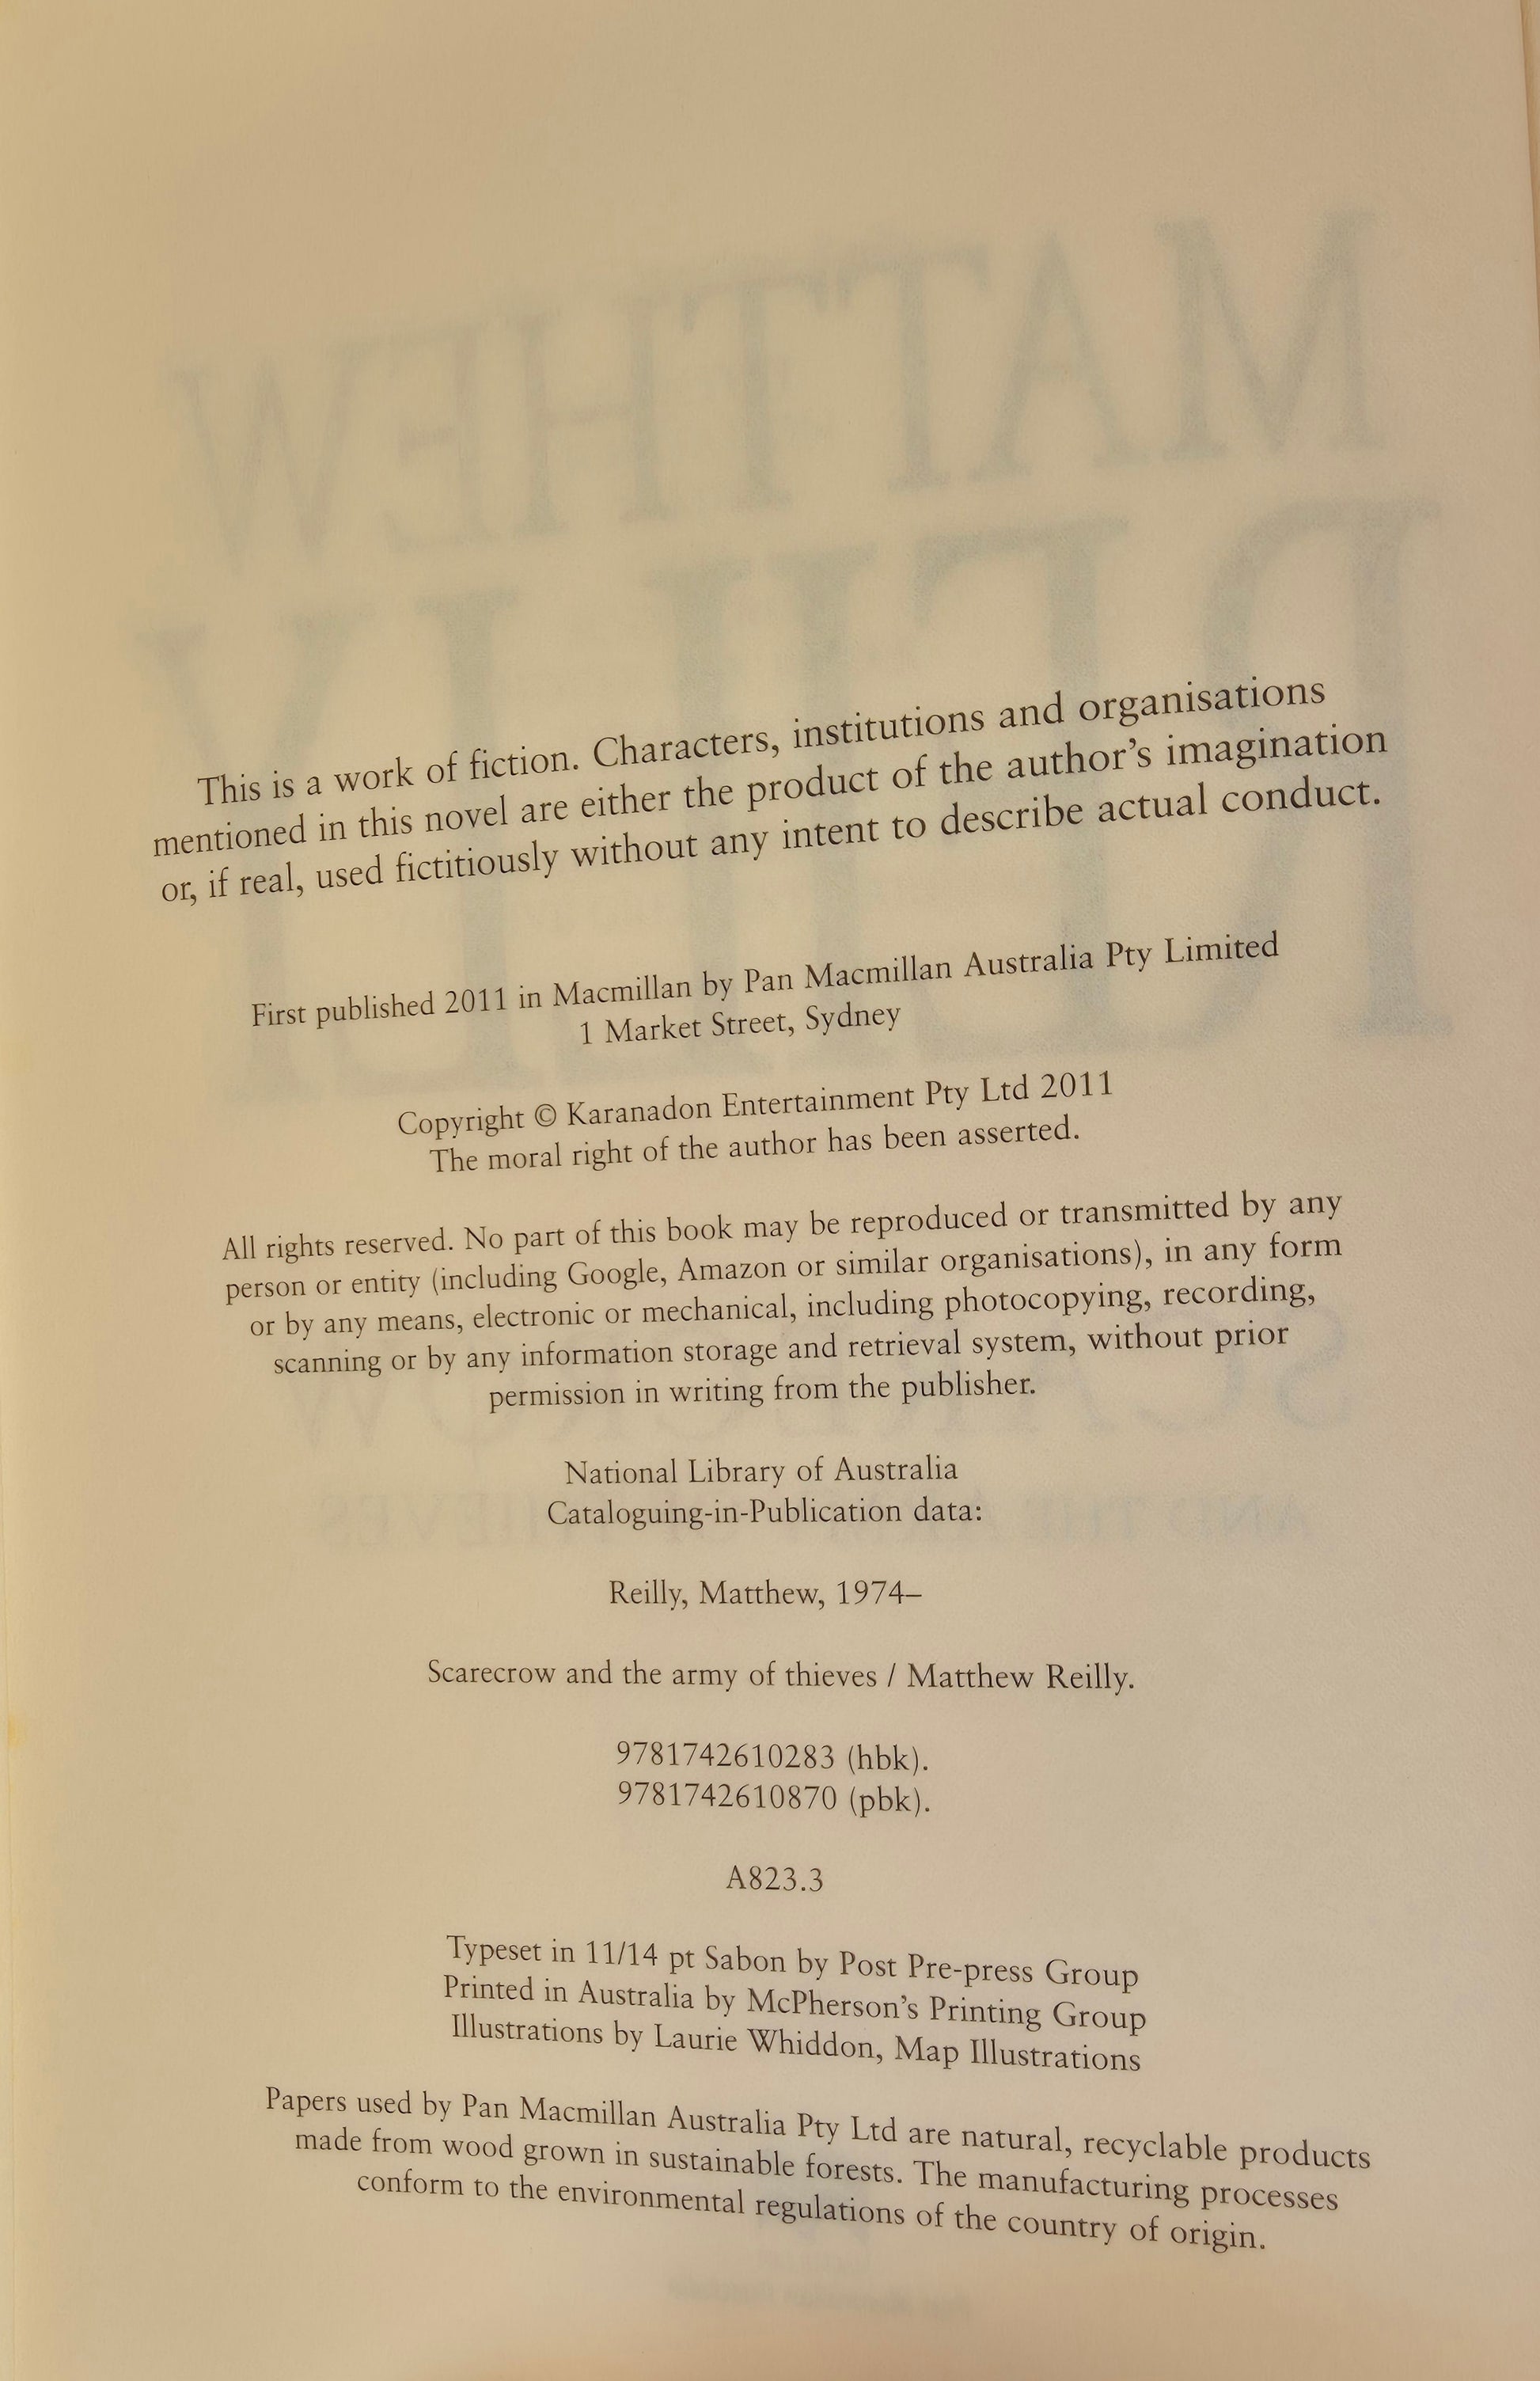 This is a work of fiction. Characters, institutions and organisations
mentioned in this novel are either the product of the author’s imagination
or, if real, used fictitiously without any intent to describe actual conduct.
First published 2011 in Macmillan by Pan Macmillan Australia Pty Limited
1 Market Street, Sydney
Copyright © Karanadon Entertainment Pty Ltd 2011
The moral right of the author has been asserted.
All rights reserved. No part of this book may be reproduced or transmitted by any
person or entity (including Google, Amazon or similar organisations), in any form
or by any means, electronic or mechanical, including photocopying, recording,
scanning or by any information storage and retrieval system, without prior
permission in writing from the publisher.
National Library of Australia
Cataloguing-in-Publication data:
Reilly, Matthew, 1974–
Scarecrow and the army of thieves / Matthew Reilly.
9781742610283 (hbk).
9781742610870 (pbk).
A823.3
Typeset in 11/14 pt Sabon by Post Pre-press Group
Printed in Australia by McPherson’s Printing Group
Illustrations by Laurie Whiddon, Map Illustrations
Papers used by Pan Macmillan Australia Pty Ltd are natural, recyclable products
made from wood grown in sustainable forests. The manufacturing processes
conform to the environmental regulations of the country of origin.